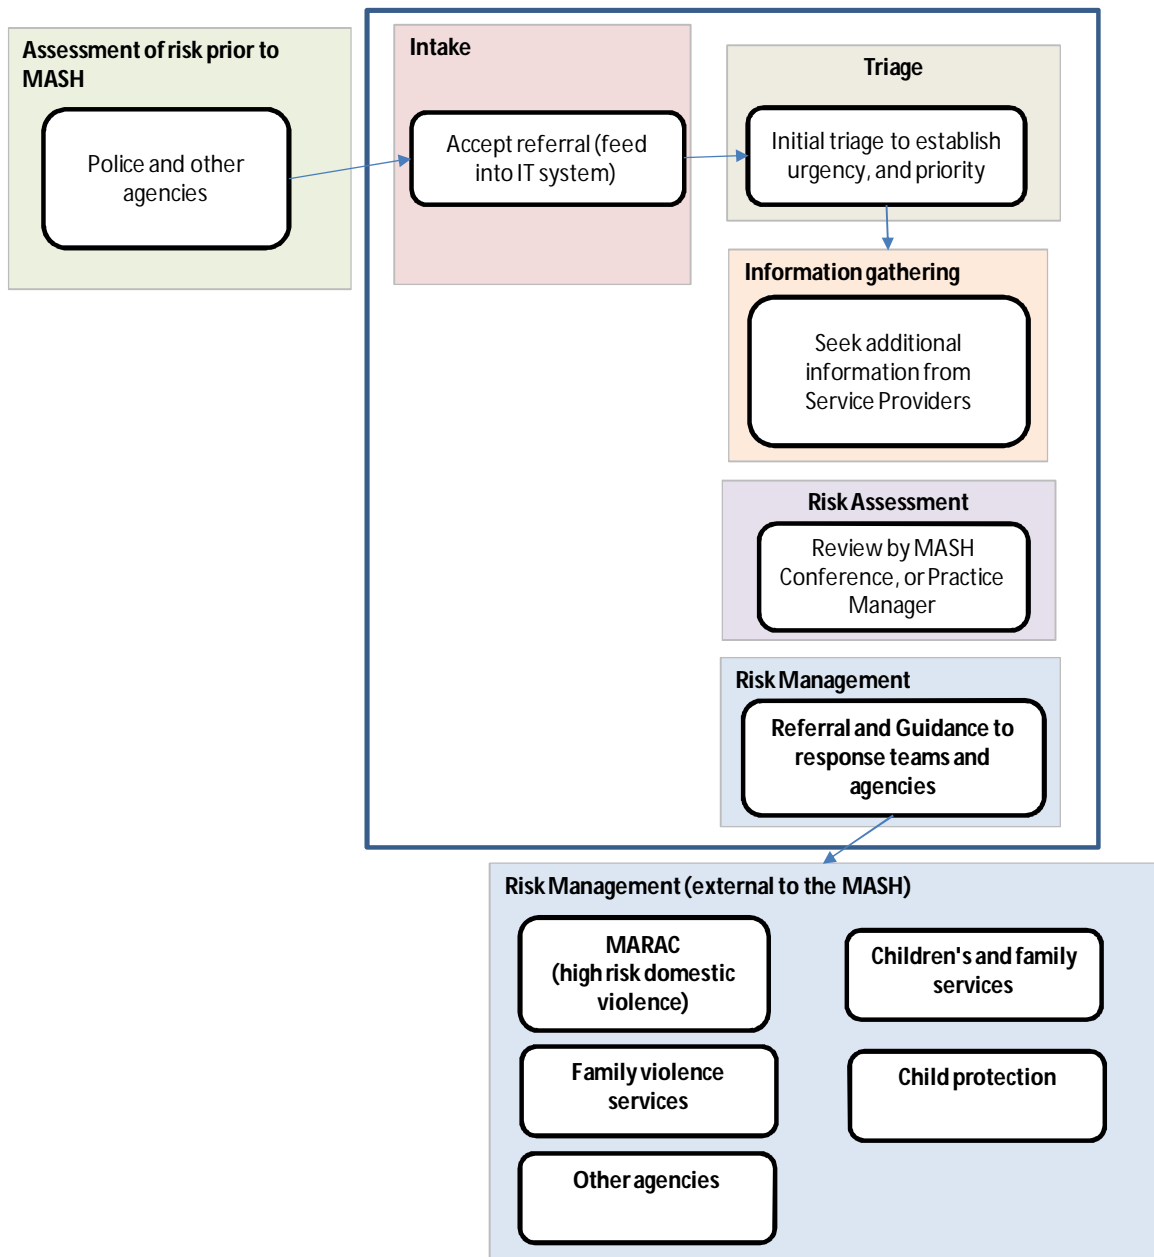 Assessment of risk prior to
MASH
Police and other
agencies
Intake
Accept referral (feed
into IT system)
Triage
Initial triage to establish
urgency, and priority
Information gathering
Seek additional
information from
Service Providers
Risk Assessment
Review by MASH
Conference, or Practice
Manager
Risk Management
Referral and Guidance to
response teams and
agencies
Risk Management (external to the MASH)
MARAC
(high risk domestic
violence)
Children's and family
services
Family violence
services
Child protection
Other agencies